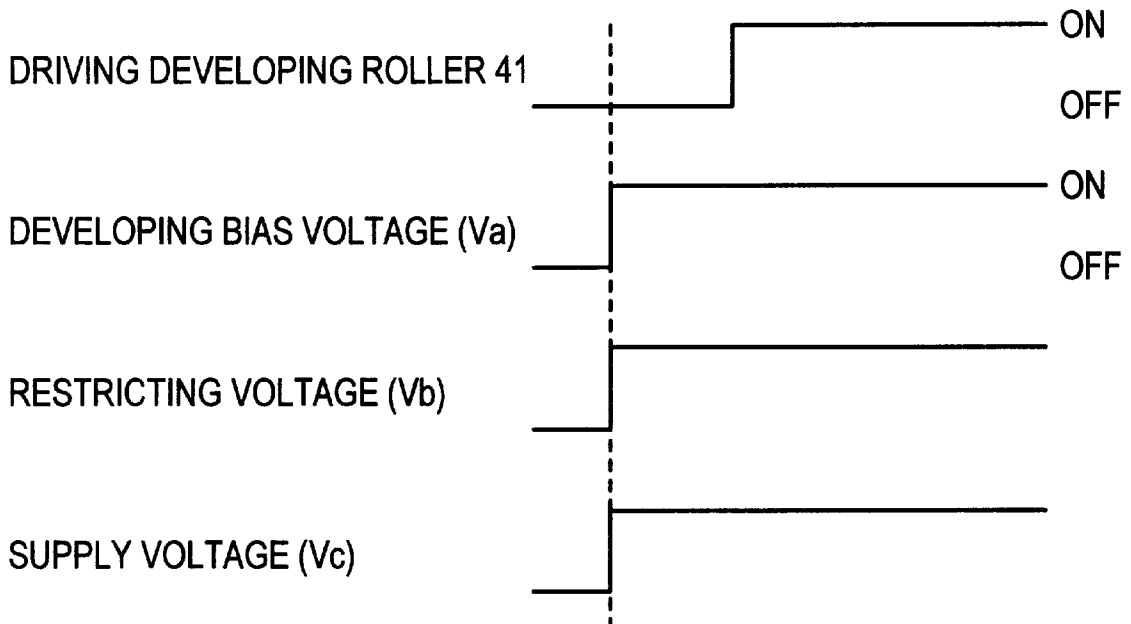 ON
DRIVING DEVELOPING ROLLER 41
OFF
ON
DEVELOPING BIAS VOLTAGE (Va)
OFF
RESTRICTING VOLTAGE (Vb)
SUPPLY VOLTAGE (Vc)